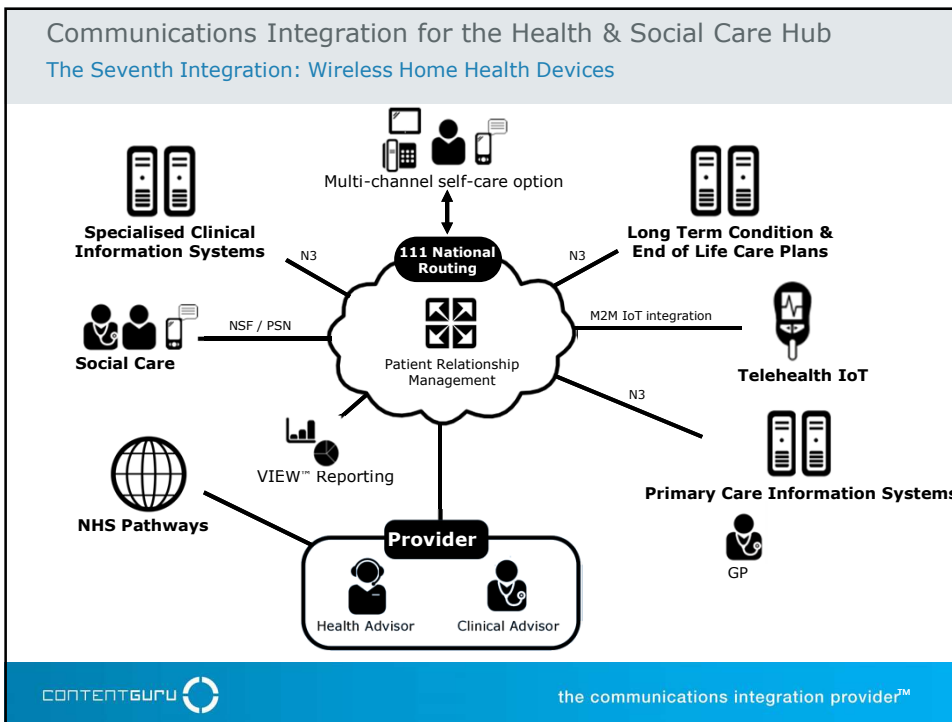 Communications Integration for the Health & Social Care Hub
The Seventh Integration: Wireless Home Health Devices
Multi-channel self-care option
Specialised Clinical
Information Systems
Long Term Condition &
End of Life Care Plans
111 National
Routing
N3
N3
NSF / PSN
M2M IoT integration
Social Care
Patient Relationship
Management
Telehealth IoT
N3
VIEW™ Reporting
NHS Pathways
Primary Care Information Systems
Provider
GP
Health Advisor
Clinical Advisor
CONTENTGURU
the communications integration provider™